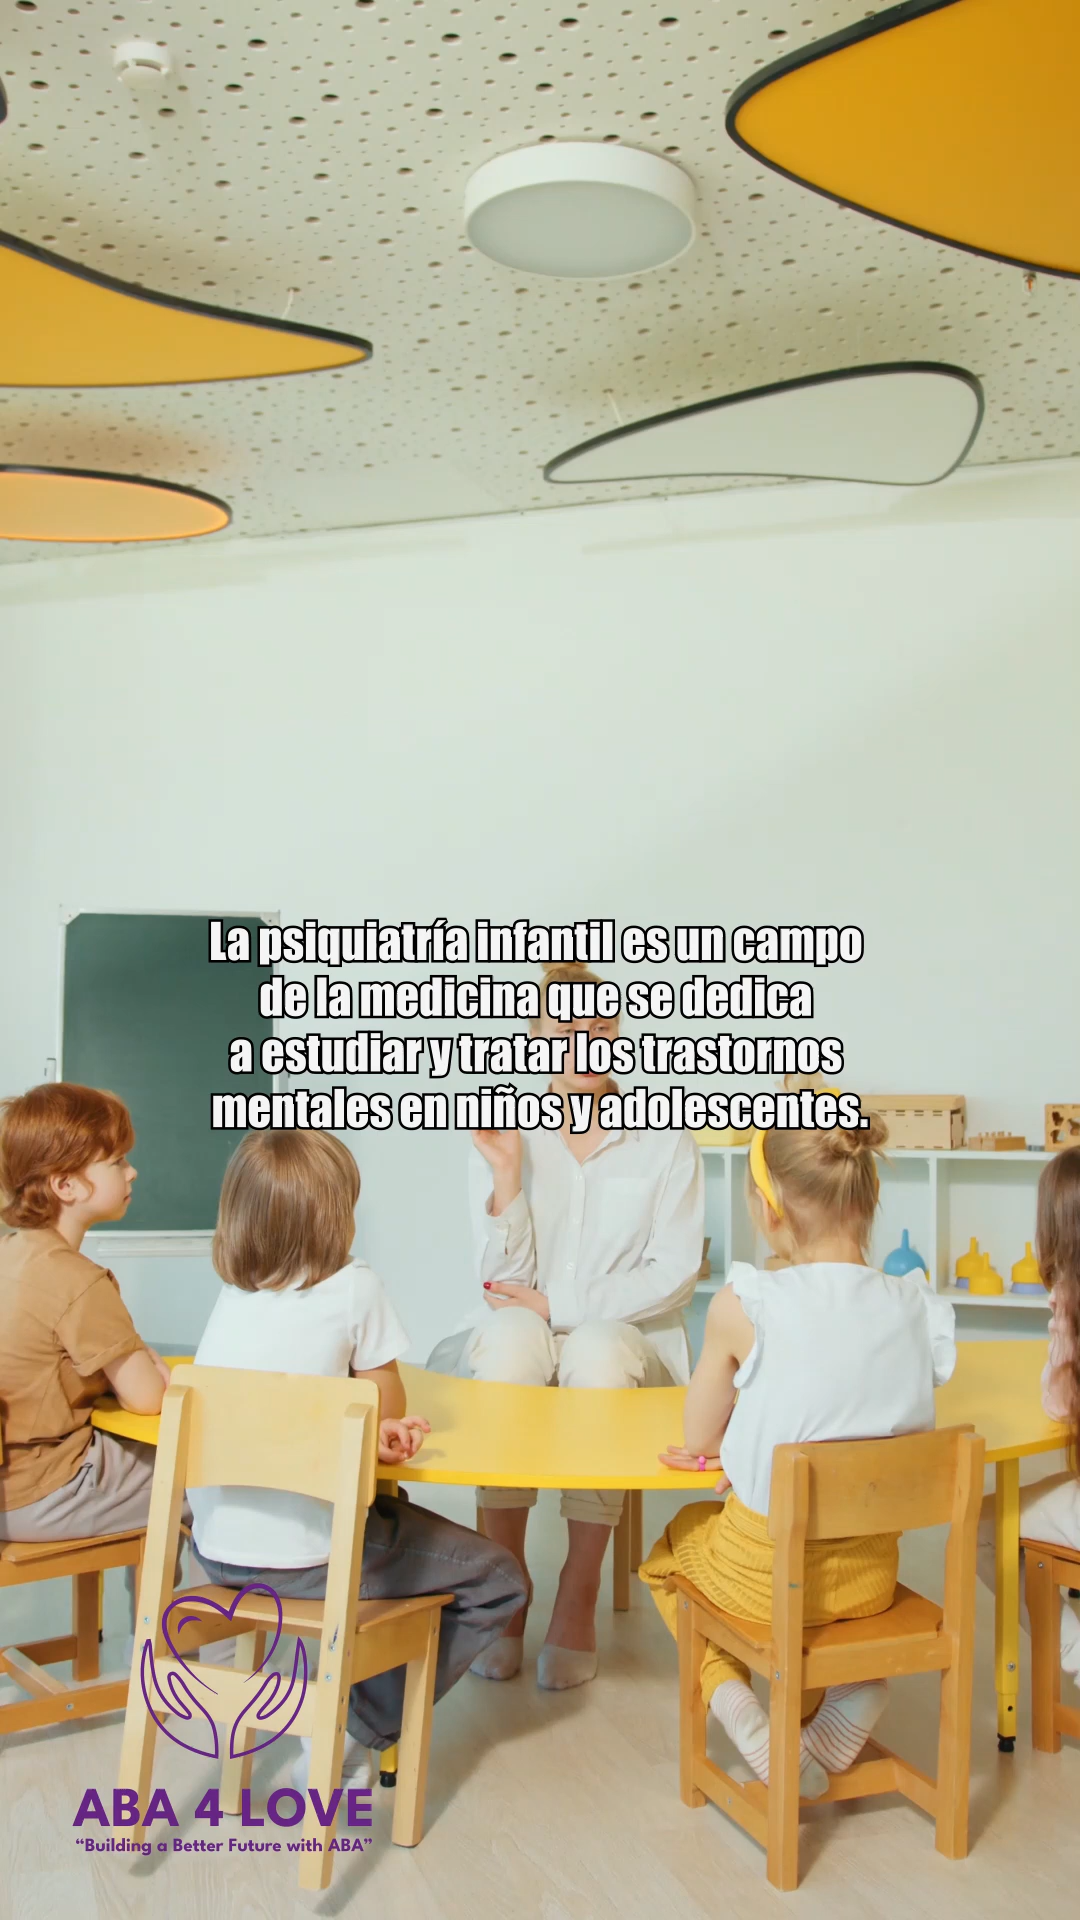 La psiquiatría infantil es un campo
de la medicina que se dedica
a estudiar y tratar los trastornos
mentales en niños y adolescentes.
ABA 4 LOVE
“Building a Better Future with ABA”